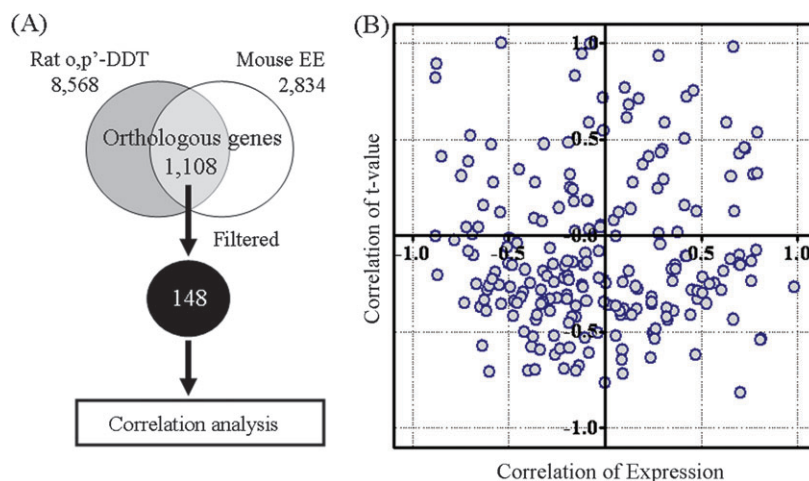 (A)
Rat o,p'-DDT
8,568
Mouse EE
2,834
Orthologous genes
1,108
Filtered
148
Correlation analysis
(B)
Correlation of t-value
1.0
0.5
-0.0
-0.5
-1.0
-1.0
-0.5
0.5
1.0
Correlation of Expression